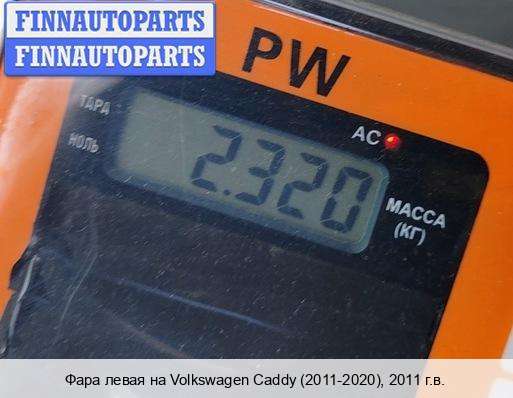 FINNAUTOPARTS
FINNAUTOPARTS
PW
ТАРА
AC
НОЛЬ
2.320
МАССА
(КГ)
Фара левая на Volkswagen Caddy (2011-2020), 2011 г.в.